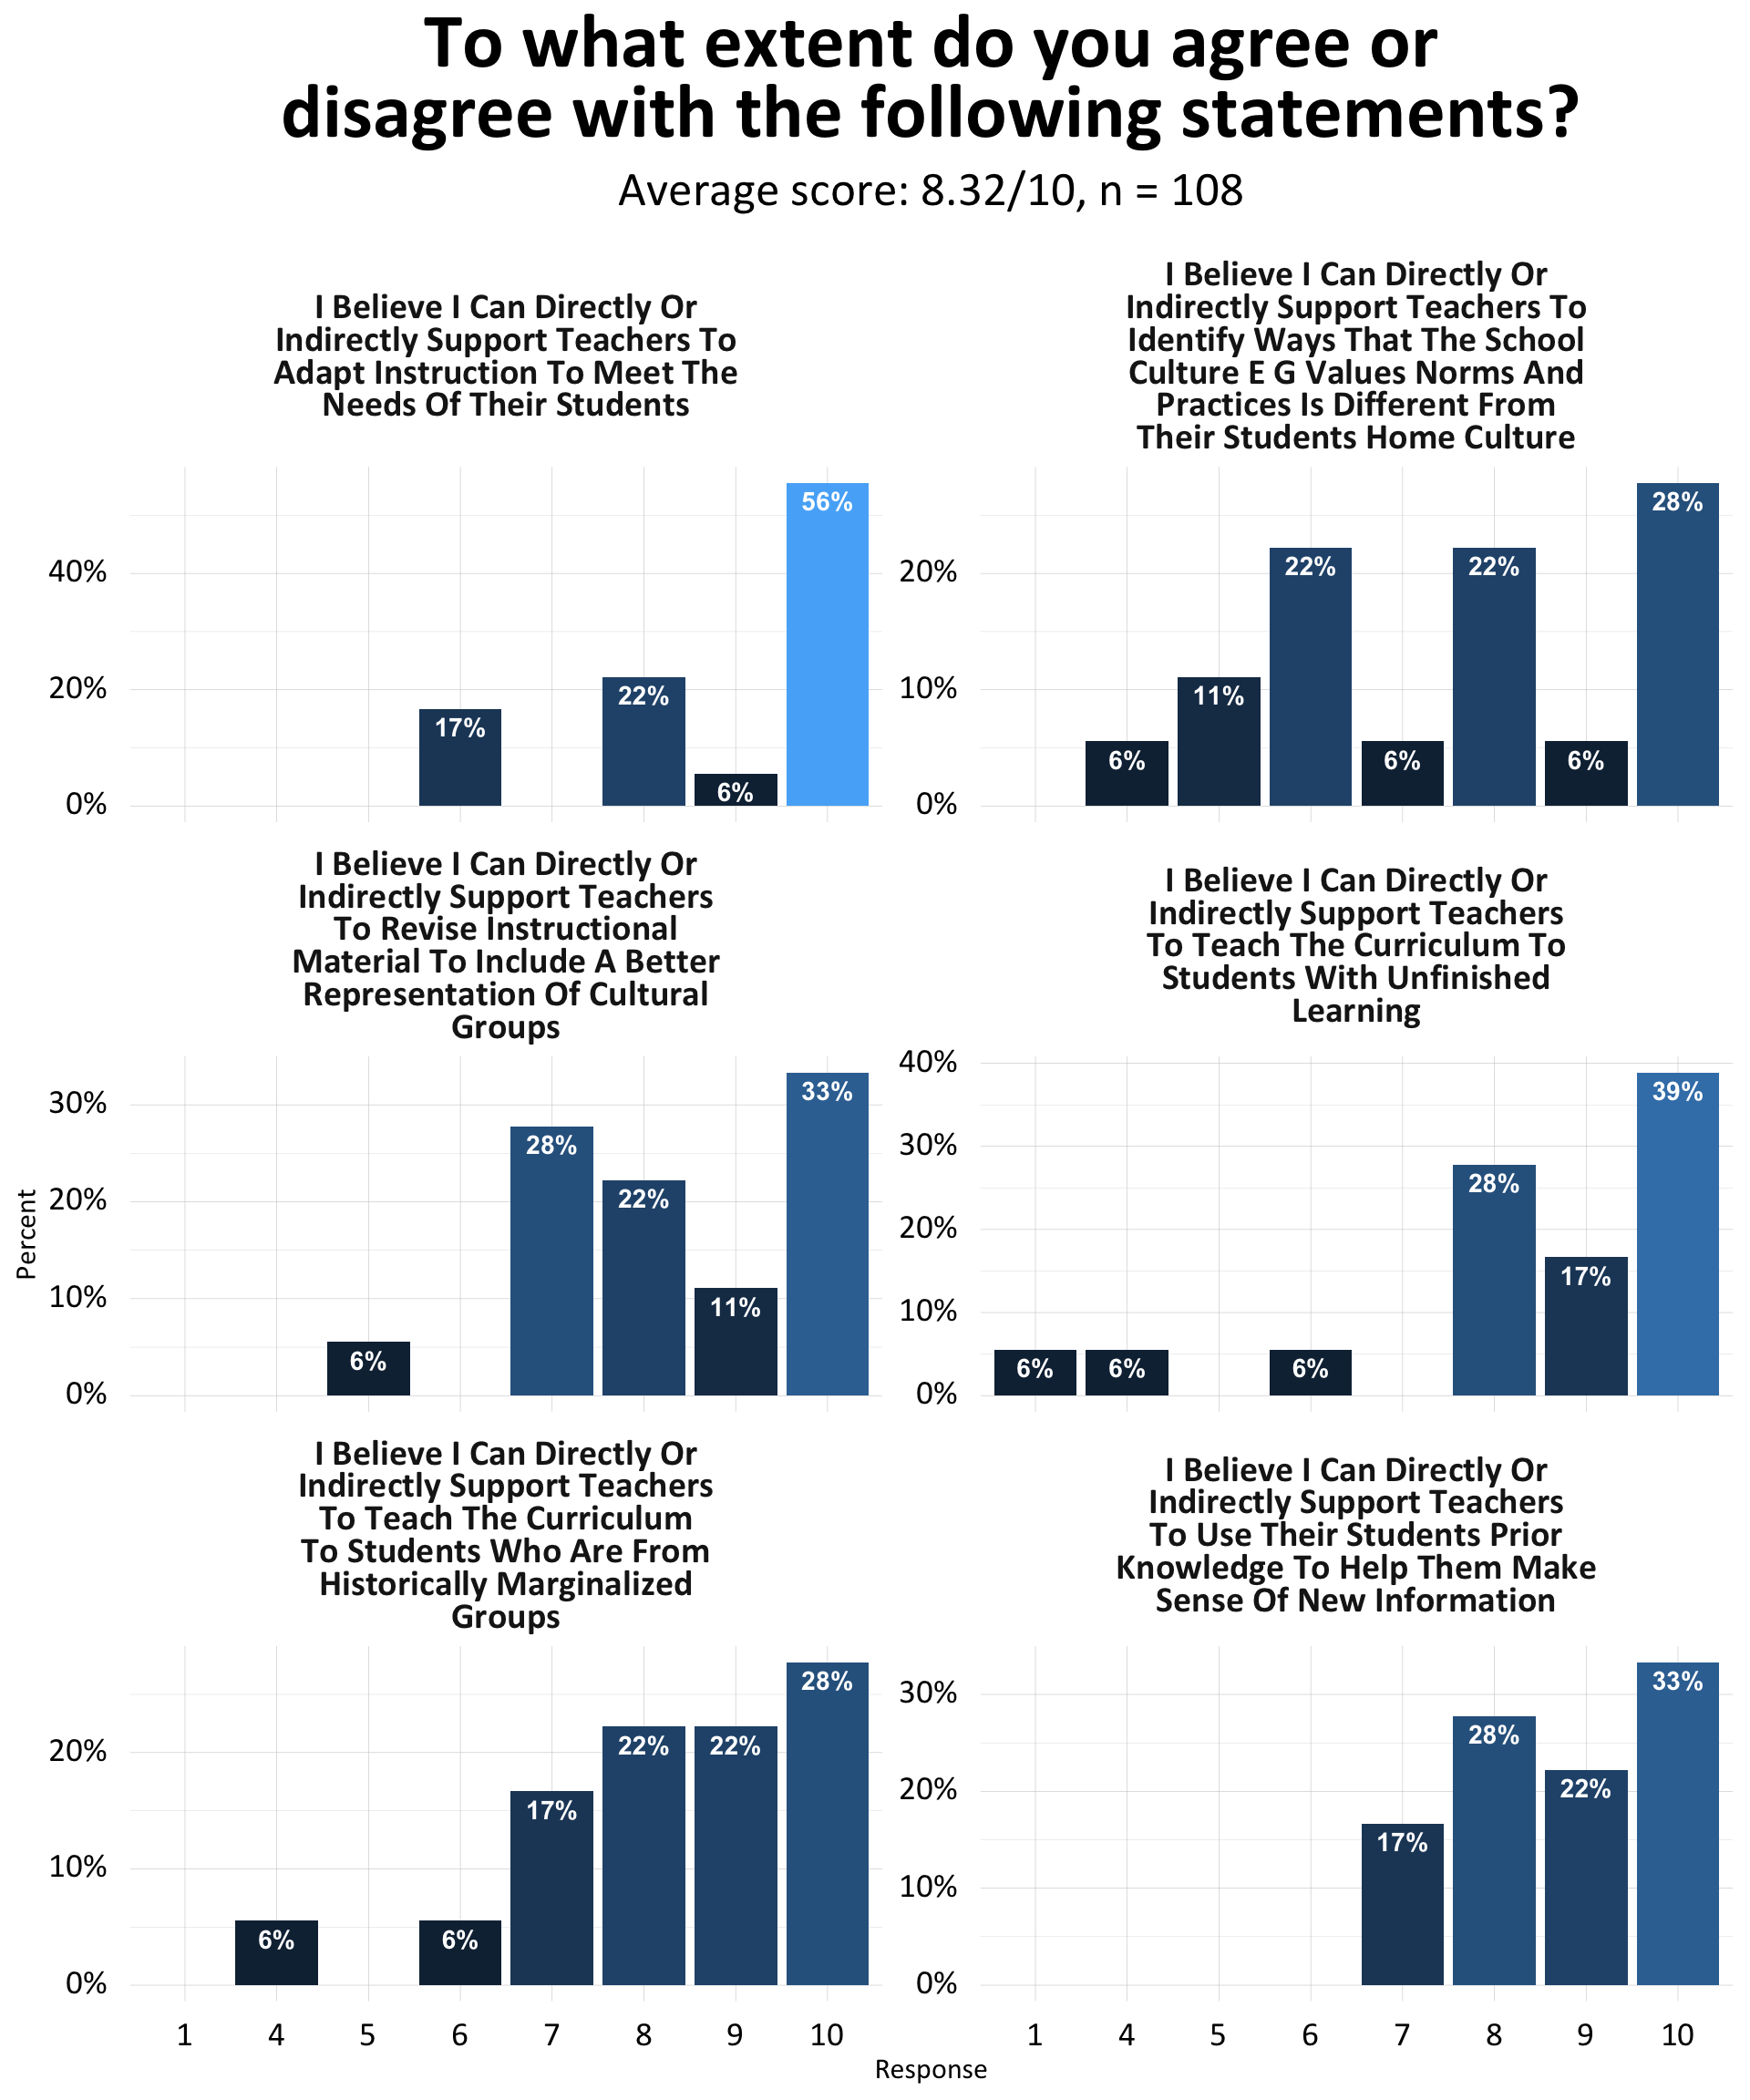 To what extent do you agree or
disagree with the following statements?
Average score: 8.32/10, n = 108
I Believe I Can Directly Or
Indirectly Support Teachers To
Adapt Instruction To Meet The
Needs Of Their Students
40%
20%
0%
17%
22%
6%
56%
I Believe I Can Directly Or
Indirectly Support Teachers To
Identify Ways That The School
Culture E G Values Norms And
Practices Is Different From
Their Students Home Culture
20%
10%
0%
6%
11%
22%
6%
22%
6%
28%
Percent
I Believe I Can Directly Or
Indirectly Support Teachers
To Revise Instructional
Material To Include A Better
Representation Of Cultural
Groups
30%
20%
10%
0%
6%
28%
22%
11%
33%
I Believe I Can Directly Or
Indirectly Support Teachers
To Teach The Curriculum To
Students With Unfinished
Learning
40%
30%
20%
10%
0%
6%
6%
6%
28%
17%
39%
I Believe I Can Directly Or
Indirectly Support Teachers
To Teach The Curriculum
To Students Who Are From
Historically Marginalized
Groups
20%
10%
0%
6%
6%
17%
22%
22%
28%
1 4 5 6 7 8 9 10
I Believe I Can Directly Or
Indirectly Support Teachers
To Use Their Students Prior
Knowledge To Help Them Make
Sense Of New Information
30%
20%
10%
0%
17%
28%
22%
33%
1 4 5 6 7 8 9 10
Response